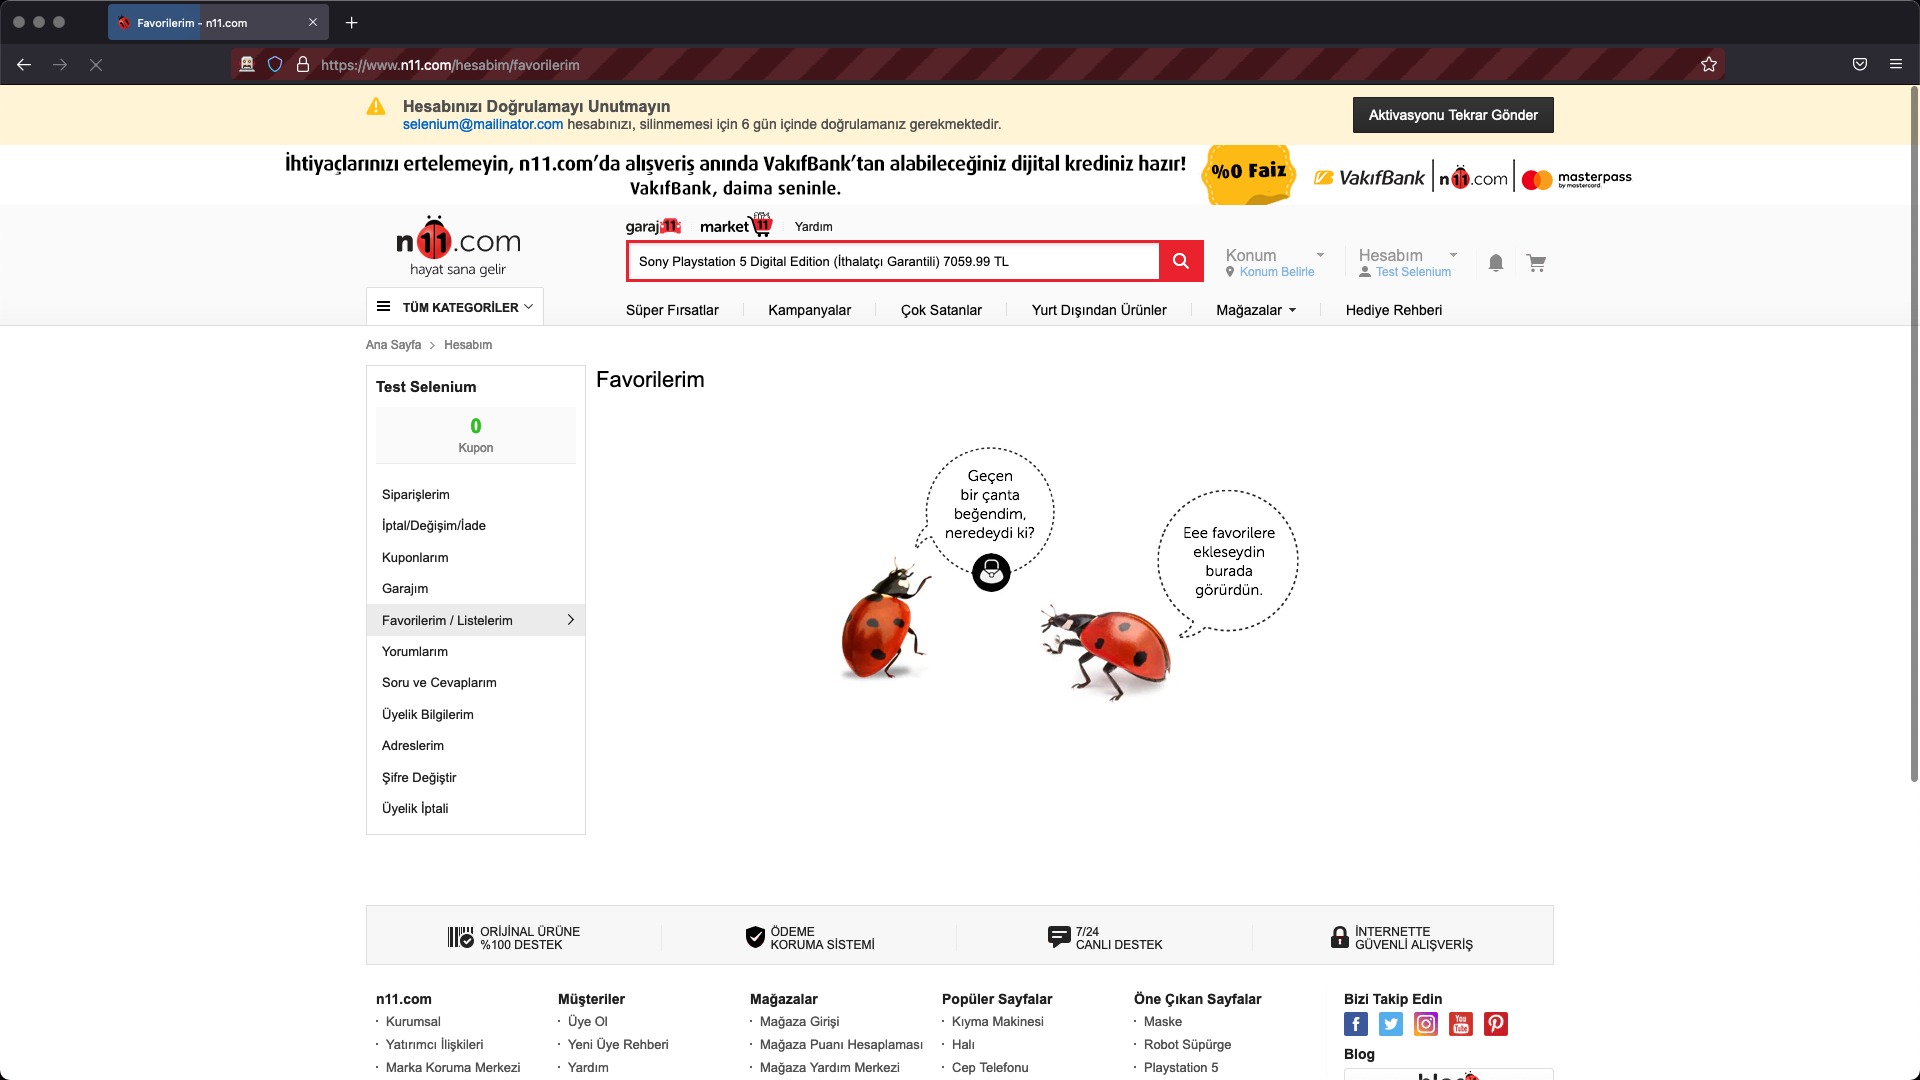 Favorilerim - n11.com
https://www.n11.com/hesabim/favorilerim
Hesabınızı Doğrulamayı Unutmayın
selenium@mailinator.com hesabınızı, silinmemesi için 6 gün içinde doğrulamanız gerekmektedir.
Aktivasyonu Tekrar Gönder
İhtiyaçlarınızı ertelemeyin, n11.com’da alışveriş anında VakıfBank’tan alabileceğiniz dijital krediniz hazır!
VakıfBank, daima seninle.
%0 Faiz
VakıfBank
n11.com
masterpass
by mastercard.
n11.com
hayat sana gelir
garaj11
market11
Yardım
Sony Playstation 5 Digital Edition (İthalatçı Garantili) 7059.99 TL
Konum
Konum Belirle
Hesabım
Test Selenium
TÜM KATEGORİLER
Süper Fırsatlar
Kampanyalar
Çok Satanlar
Yurt Dışından Ürünler
Mağazalar
Hediye Rehberi
Ana Sayfa > Hesabım
Test Selenium
0
Kupon
Siparişlerim
İptal/Değişim/İade
Kuponlarım
Garajım
Favorilerim / Listelerim
Yorumlarım
Soru ve Cevaplarım
Üyelik Bilgilerim
Adreslerim
Şifre Değiştir
Üyelik İptali
Favorilerim
Geçen
bir çanta
beğendim,
neredeydi ki?
Eee favorilere
ekleseydin
burada
görürdün.
ORİJİNAL ÜRÜNE
%100 DESTEK
ÖDEME
KORUMA SİSTEMİ
7/24
CANLI DESTEK
İNTERNETTE
GÜVENLİ ALIŞVERİŞ
n11.com
Kurumsal
Yatırımcı İlişkileri
Marka Koruma Merkezi
Müşteriler
Üye Ol
Yeni Üye Rehberi
Yardım
Mağazalar
Mağaza Girişi
Mağaza Puanı Hesaplaması
Mağaza Yardım Merkezi
Popüler Sayfalar
Kıyma Makinesi
Halı
Cep Telefonu
Öne Çıkan Sayfalar
Maske
Robot Süpürge
Playstation 5
Bizi Takip Edin
You
Tube
Blog